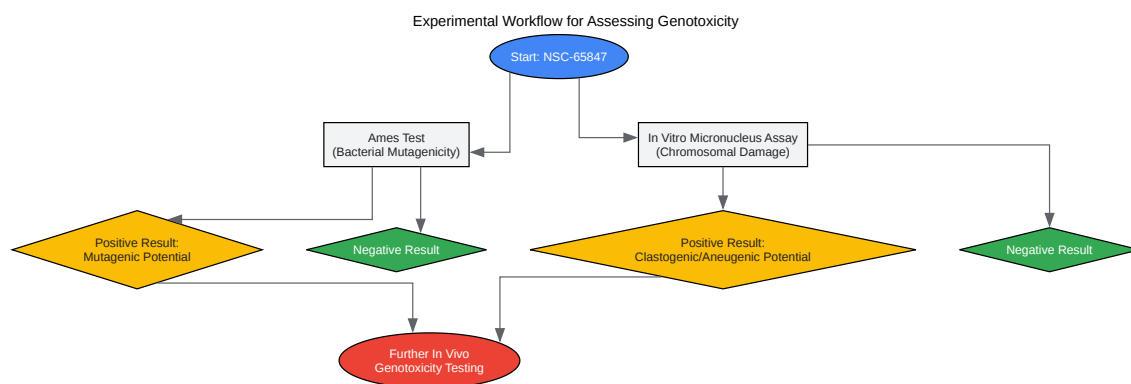 Experimental Workflow for Assessing Genotoxicity
Start: NSC-65847
Ames Test
(Bacterial Mutagenicity)
In Vitro Micronucleus Assay
(Chromosomal Damage)
Positive Result:
Mutagenic Potential
Negative Result
Positive Result:
Clastogenic/Aneugenic Potential
Negative Result
Further In Vivo
Genotoxicity Testing